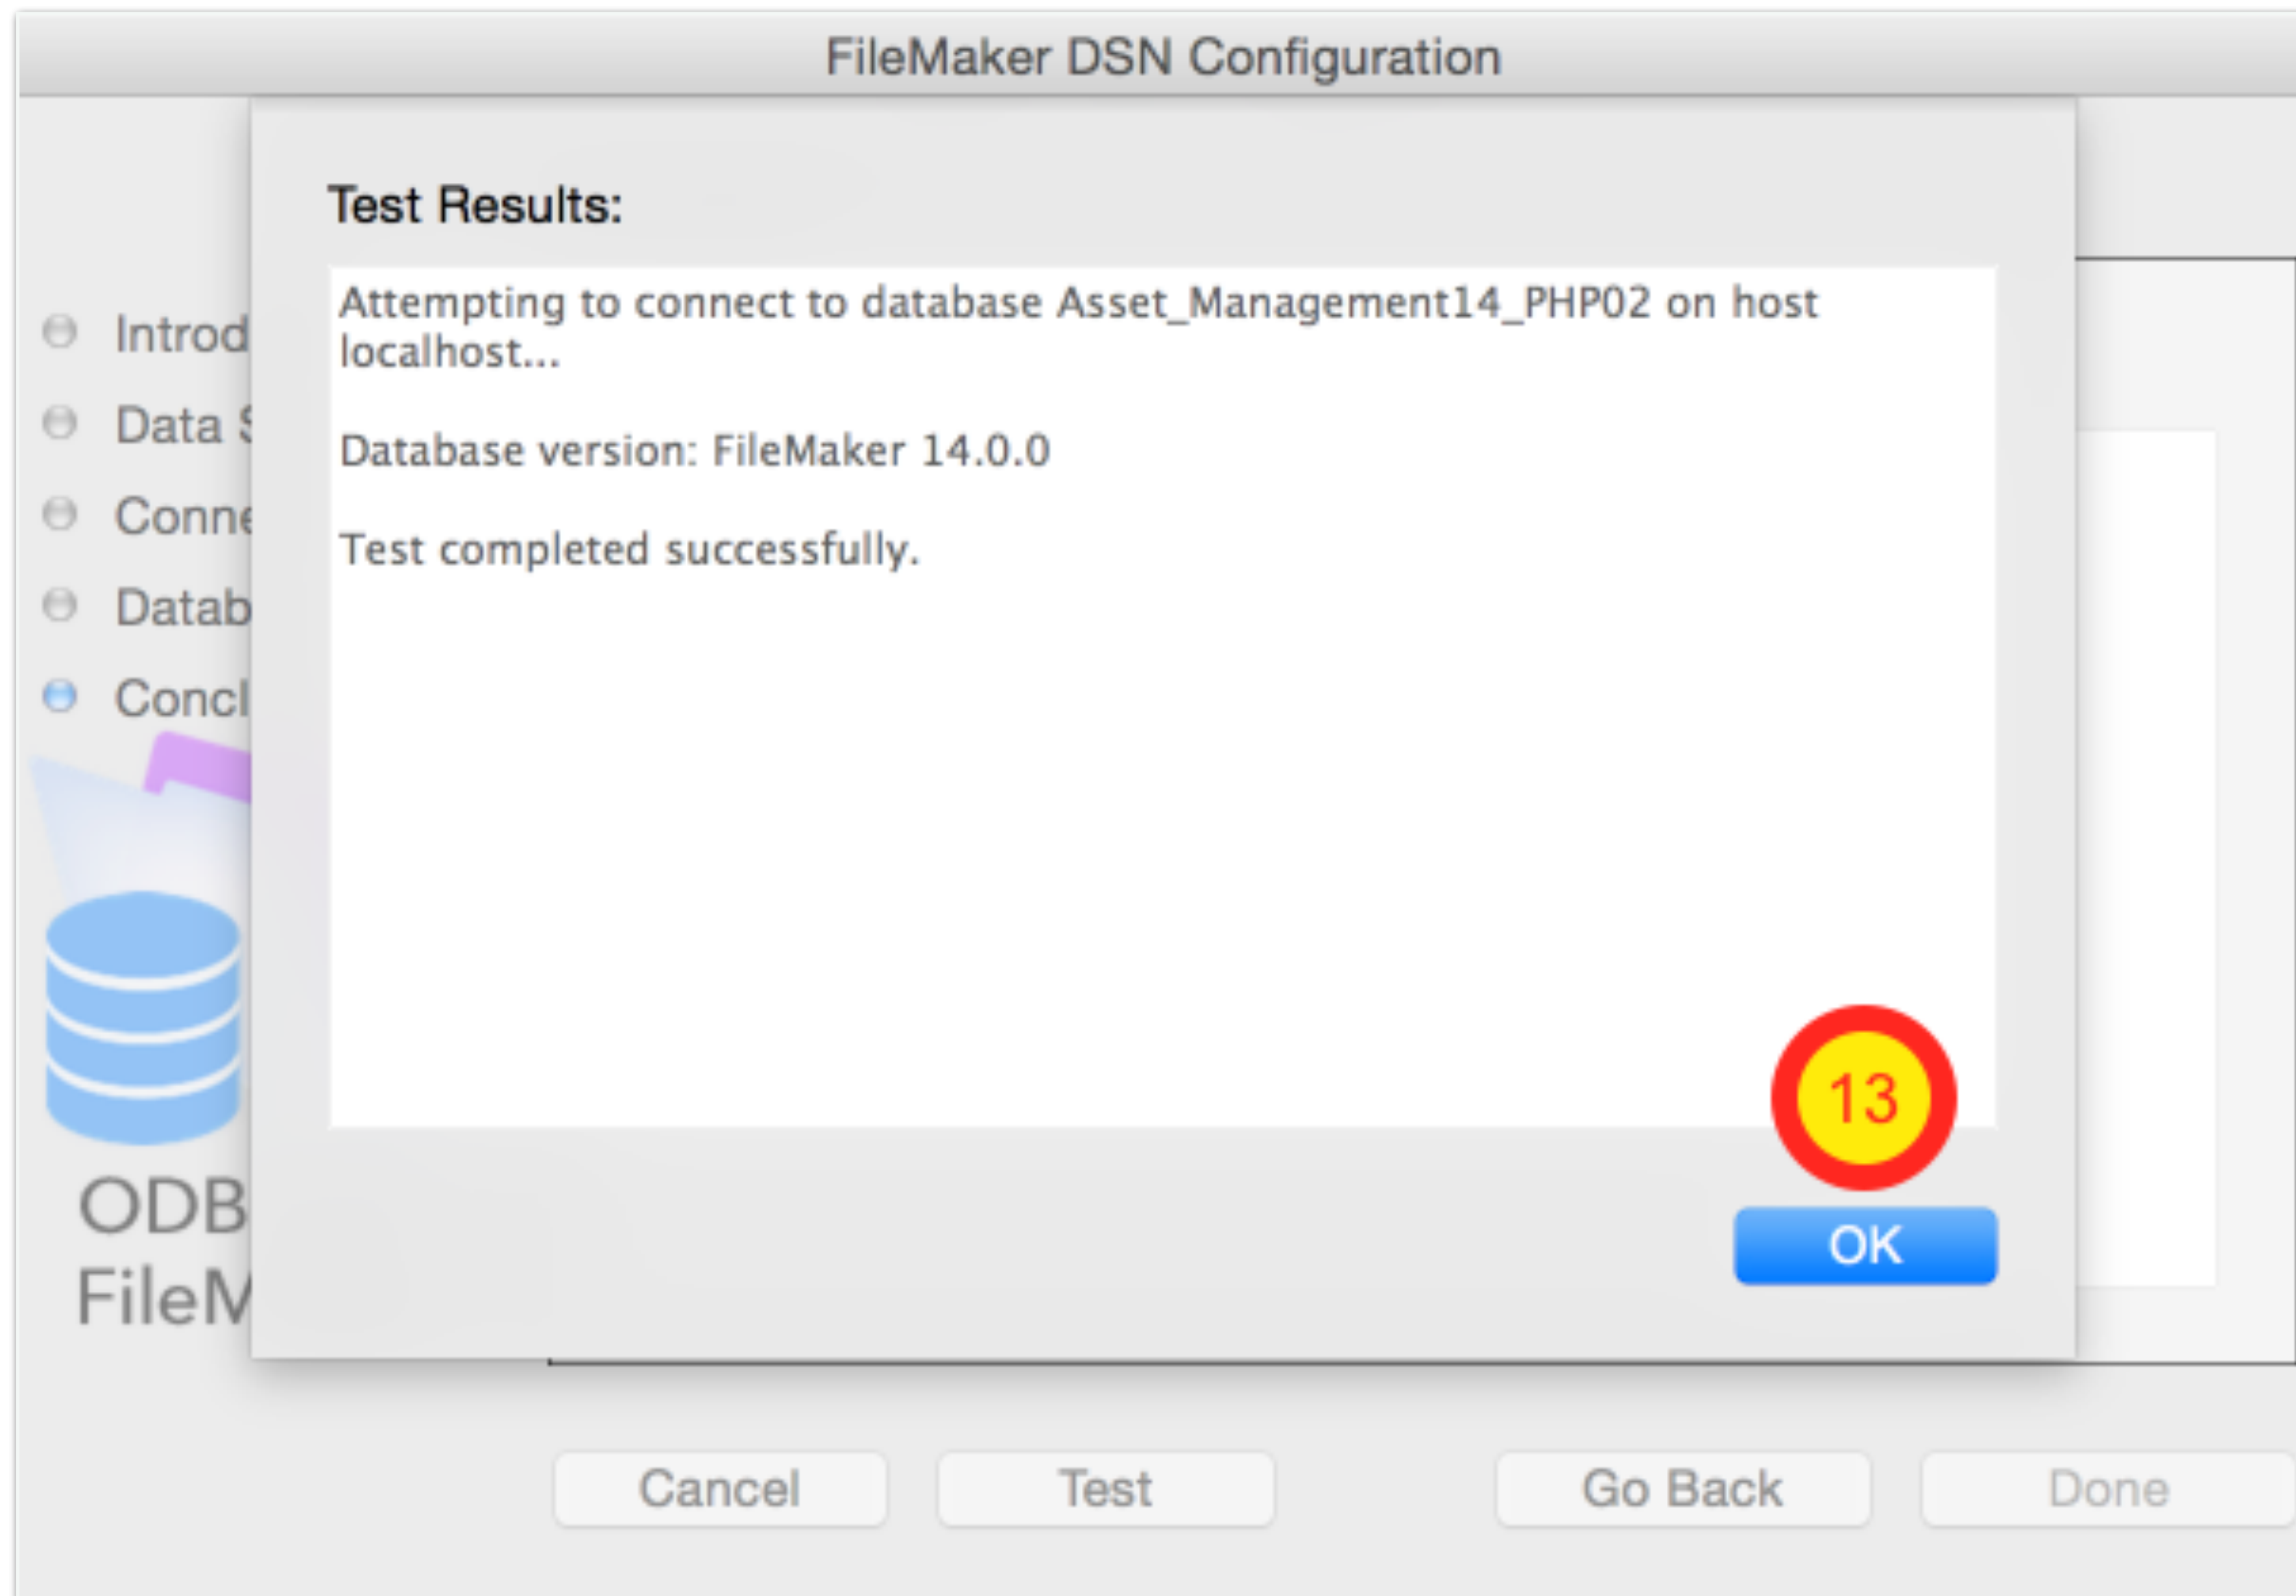 FileMaker DSN Configuration
Test Results:
Attempting to connect to database Asset_Management14_PHP02 on host
localhost...
Database version: FileMaker 14.0.0
Test completed successfully.
Introd
Data S
Conne
Datab
Concl
ODB
FileM
13
OK
Cancel
Test
Go Back
Done